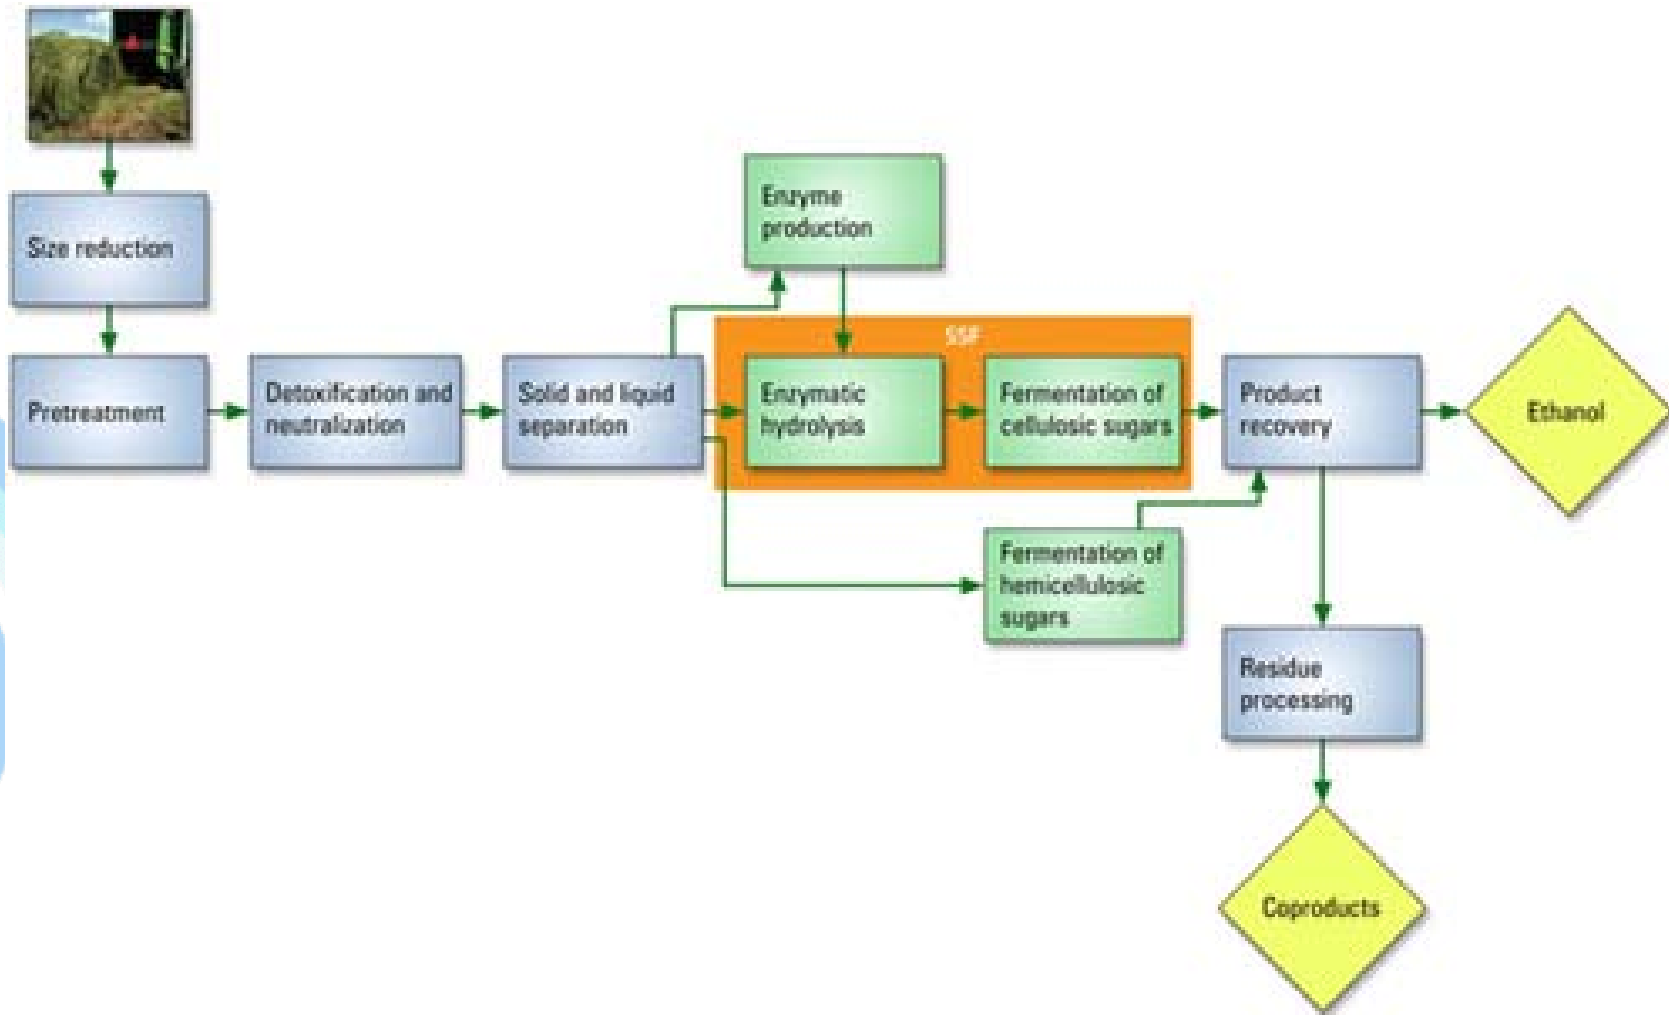 Size reduction
Pretreatment
Detoxification and
neutralization
Solid and liquid
separation
Enzyme
production
SSF
Enzymatic
hydrolysis
Fermentation of
cellulosic sugars
Fermentation of
hemicellulosic
sugars
Product
recovery
Ethanol
Residue
processing
Coproducts